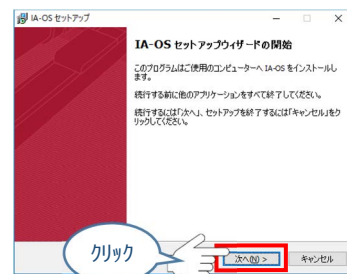 IA-OS セットアップ
IA-OS セットアップウィザードの開始
このプログラムはご使用のコンピューターへ IA-OS をインストールし
ます。
続行する前に他のアプリケーションをすべて終了してください。
続行するには「次へ」、セットアップを終了するには「キャンセル」をク
リックしてください。
クリック
次へ(N) >
キャンセル